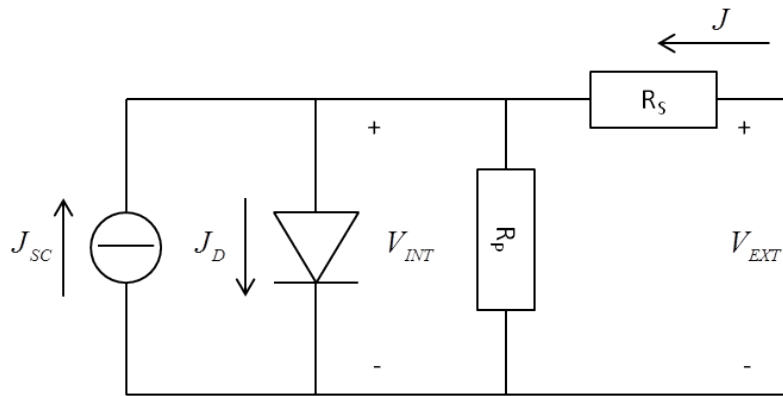 J
R_S
+
+
J_SC
J_D
V_INT
R_P
V_EXT
-
-